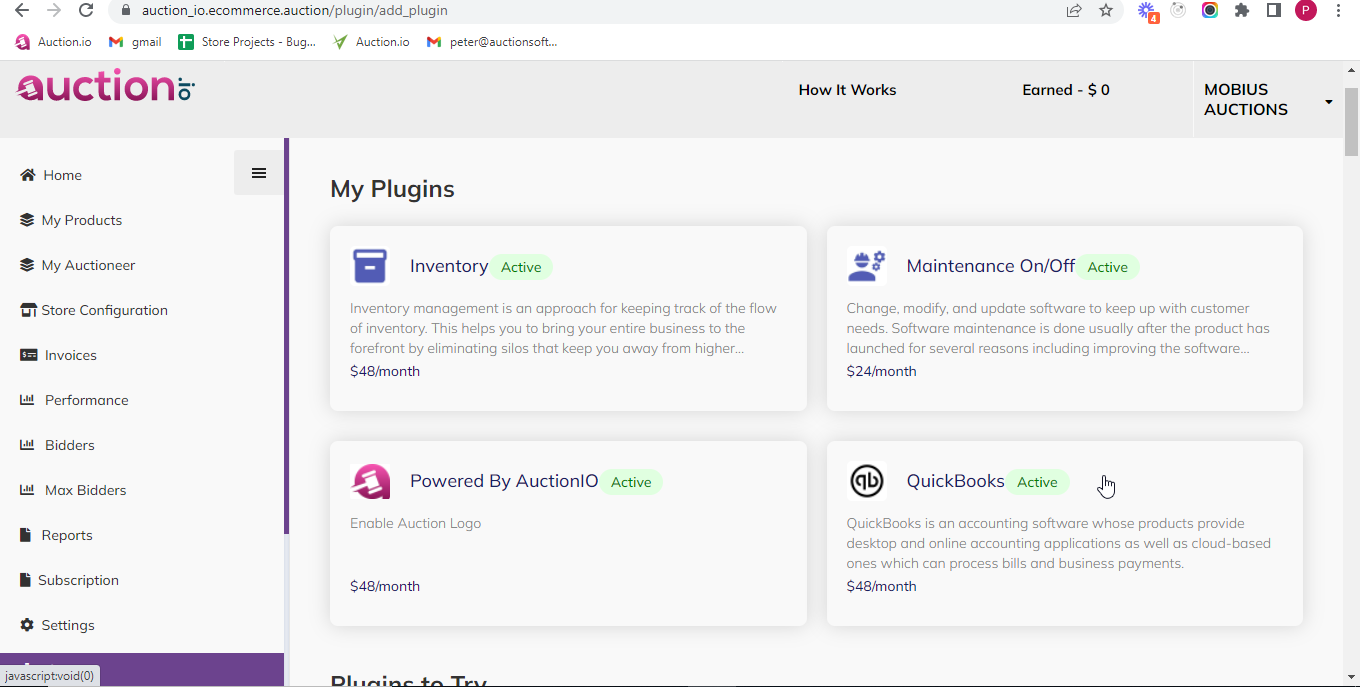 auction_io.ecommerce.auction/plugin/add_plugin
4
P
Auction.io
gmail
Store Projects - Bug...
Auction.io
peter@auctionsoft...
auction.io
How It Works
Earned - $ 0
MOBIUS
AUCTIONS
Home
My Products
My Auctioneer
Store Configuration
Invoices
Performance
Bidders
Max Bidders
Reports
Subscription
Settings
javascript:void(0)
My Plugins
Inventory Active
Inventory management is an approach for keeping track of the flow
of inventory. This helps you to bring your entire business to the
forefront by eliminating silos that keep you away from higher...
$48/month
Maintenance On/Off Active
Change, modify, and update software to keep up with customer
needs. Software maintenance is done usually after the product has
launched for several reasons including improving the software...
$24/month
Powered By AuctionIO Active
Enable Auction Logo
$48/month
qb
QuickBooks Active
QuickBooks is an accounting software whose products provide
desktop and online accounting applications as well as cloud-based
ones which can process bills and business payments.
$48/month
Plugins to Try